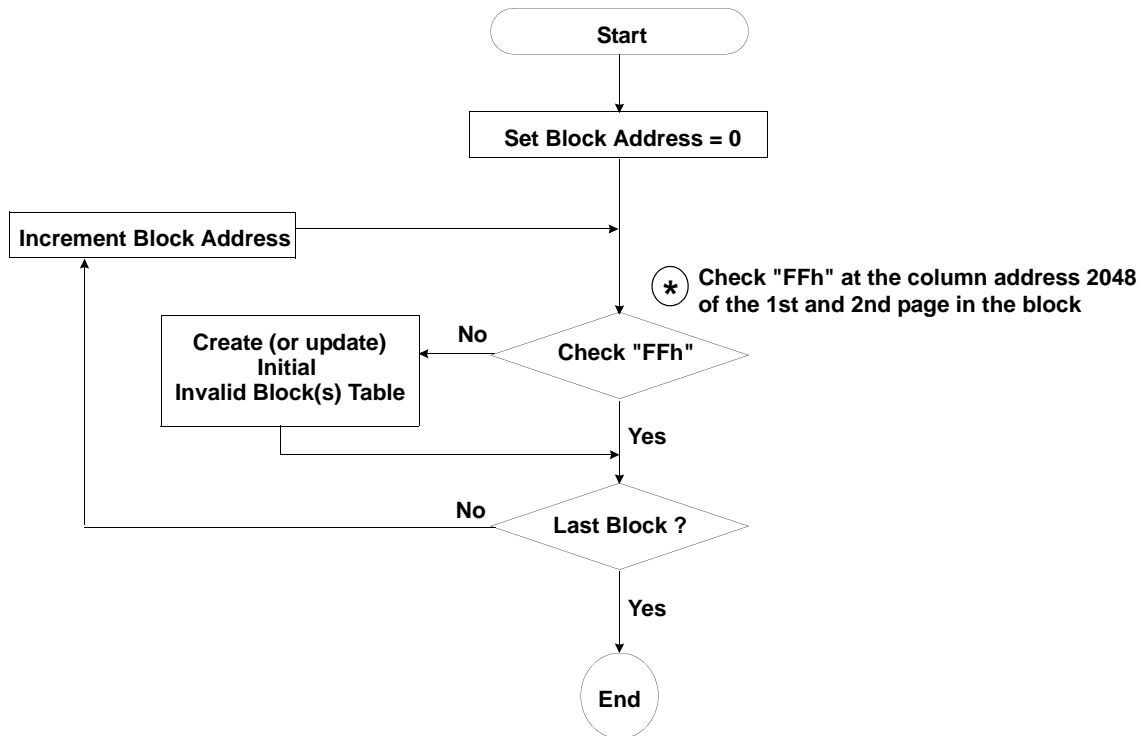 Start
Set Block Address = 0
Increment Block Address
* Check "FFh" at the column address 2048
of the 1st and 2nd page in the block
No
Create (or update)
Initial
Invalid Block(s) Table
Check "FFh"
Yes
No
Last Block ?
Yes
End